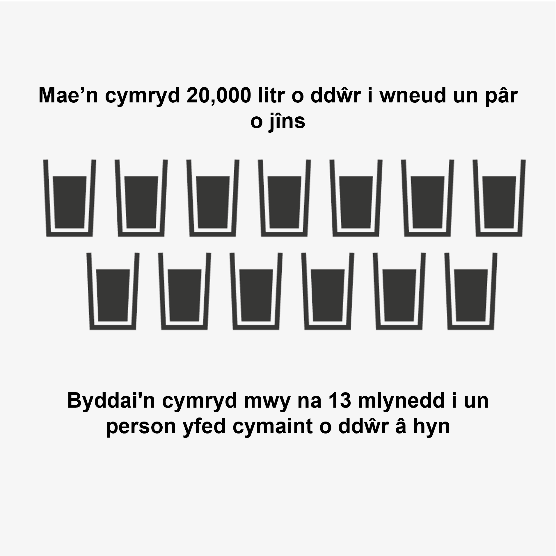 Mae’n cymryd 20,000 litr o ddŵr i wneud un pâr
o jîns
Byddai'n cymryd mwy na 13 mlynedd i un
person yfed cymaint o ddŵr â hyn